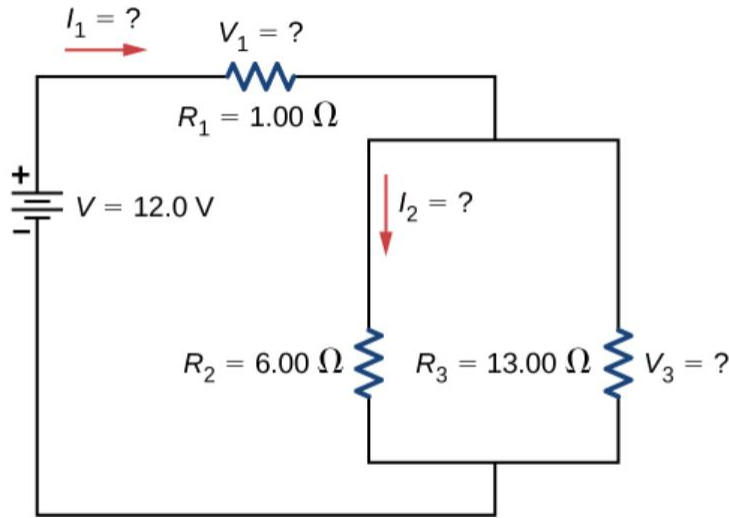 I₁ = ?
V₁ = ?
R₁ = 1.00 Ω
+
V = 12.0 V
−
I₂ = ?
R₂ = 6.00 Ω
R₃ = 13.00 Ω
V₃ = ?